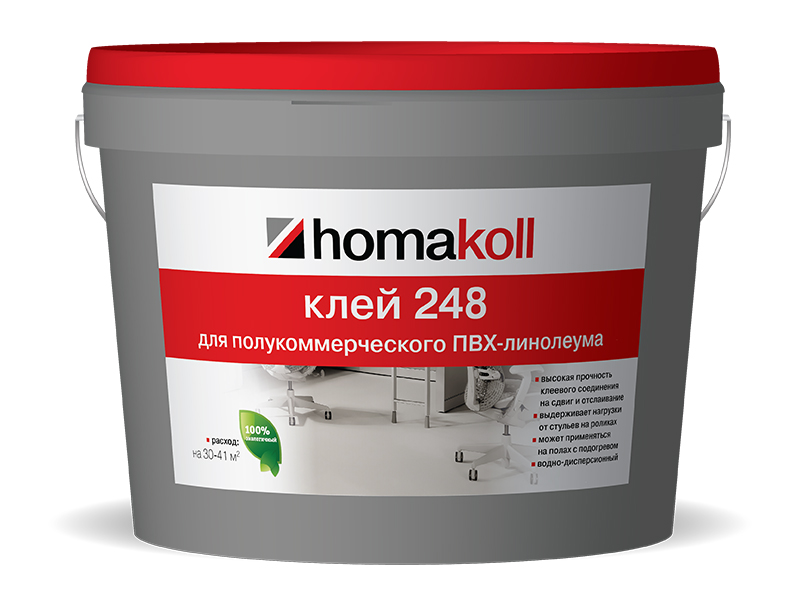 homakoll
клей 248
для полукоммерческого ПВХ-линолеума
высокая прочность
клеевого соединения
на сдвиг и отслаивание
выдерживает нагрузки
от стульев на роликах
может применяться
на полах с подогревом
водно-дисперсионный
100%
расход:
на 30-41 м²